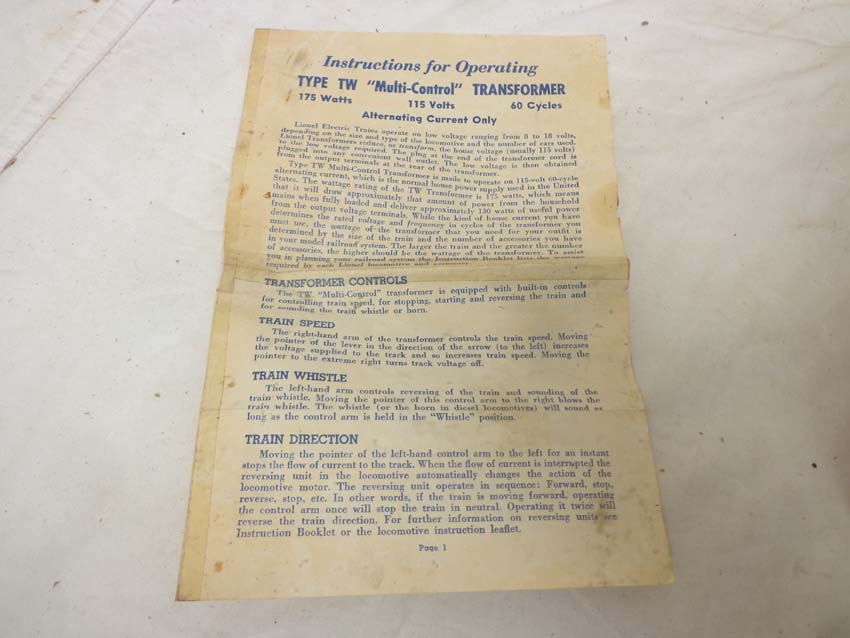 Instructions for Operating
TYPE TW "Multi-Control" TRANSFORMER
175 Watts 115 Volts 60 Cycles
Alternating Current Only
Lionel Electric Trains operate on low voltage ranging from 8 to 18 volts,
depending on the size and type of the locomotive and the number of cars used.
Lionel Transformers reduce, or transform, the house voltage (usually 115 volts)
to the low voltage required. The plug at the end of the transformer cord is
plugged into any convenient wall outlet. The low voltage is then obtained
from the output terminals at the rear of the transformer.
Type TW Multi-Control Transformer is made to operate on 115-volt 60-cycle
alternating current, which is the normal house power supply used in the United
States. The wattage rating of the TW Transformer is 175 watts, which means
that it will draw approximately that amount of power from the household
mains when fully loaded and deliver approximately 130 watts of useful power
from the output voltage terminals. While the kind of house current you have
determines the rated voltage and frequency in cycles of the transformer you
must use, the wattage of the transformer that you need for your outfit is
determined by the size of the train and the number of accessories you have
in your model railroad system. The larger the train and the greater the number
of accessories, the higher should be the wattage of the transformer. To assist
you in planning your railroad system the Instruction Booklet lists the wattage
required by each Lionel locomotive and accessory.
TRANSFORMER CONTROLS
The TW "Multi-Control" transformer is equipped with built-in controls
for controlling train speed, for stopping, starting and reversing the train and
for sounding the train whistle or horn.
TRAIN SPEED
The right-hand arm of the transformer controls the train speed. Moving
the pointer of the lever in the direction of the arrow (to the left) increases
the voltage supplied to the track and so increases train speed. Moving the
pointer to the extreme right turns track voltage off.
TRAIN WHISTLE
The left-hand arm controls reversing of the train and sounding of the
train whistle. Moving the pointer of this control arm to the right blows the
train whistle. The whistle (or the horn in diesel locomotives) will sound as
long as the control arm is held in the "Whistle" position.
TRAIN DIRECTION
Moving the pointer of the left-hand control arm to the left for an instant
stops the flow of current to the track. When the flow of current is interrupted the
reversing unit in the locomotive automatically changes the action of the
locomotive motor. The reversing unit operates in sequence: Forward, stop,
reverse, stop, etc. In other words, if the train is moving forward, operating
the control arm once will stop the train in neutral. Operating it twice will
reverse the train direction. For further information on reversing units see
Instruction Booklet or the locomotive instruction leaflet.
Page 1